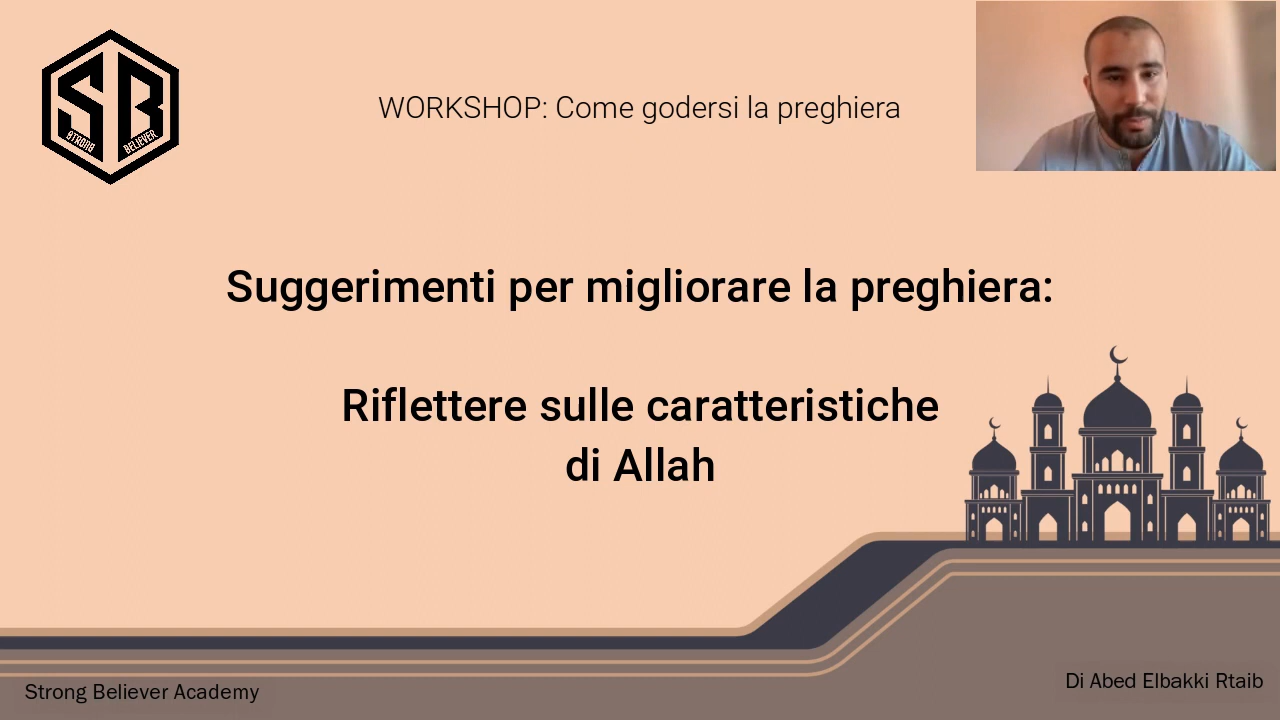 SB
STRONG BELIEVER
WORKSHOP: Come godersi la preghiera
Suggerimenti per migliorare la preghiera:
Riflettere sulle caratteristiche
di Allah
Strong Believer Academy
Di Abed Elbakki Rtaib